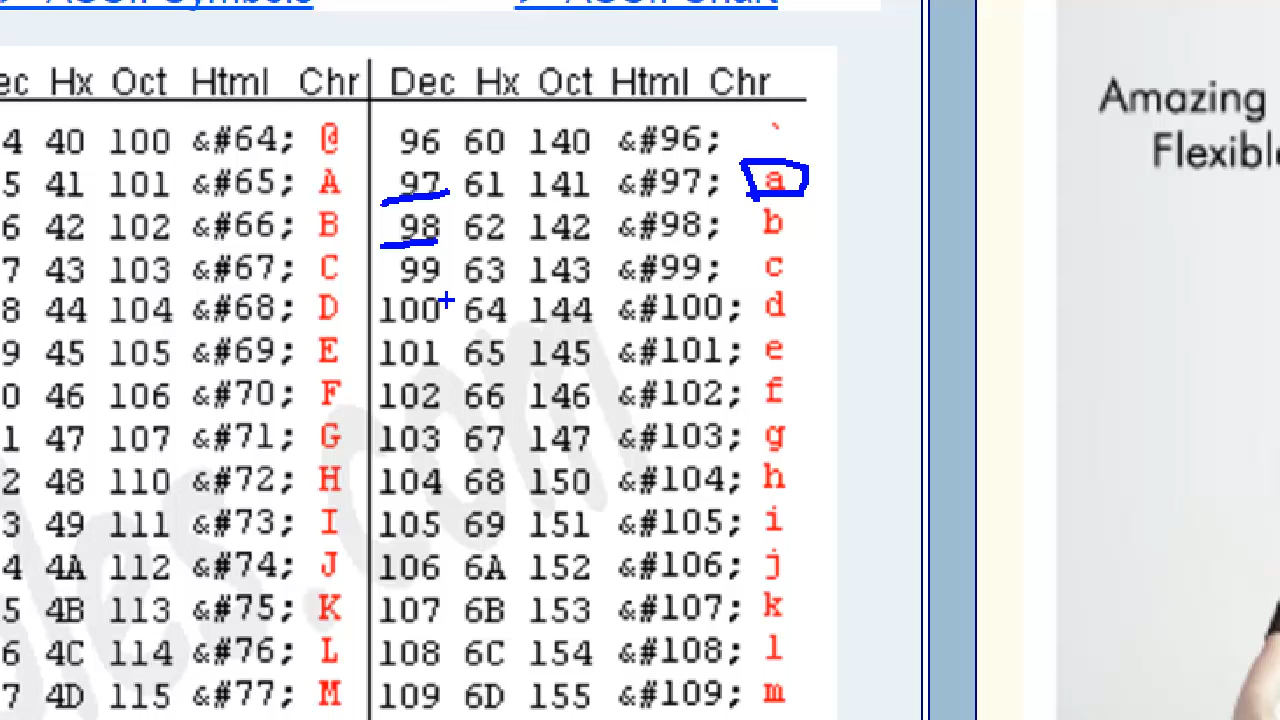 Dec Hx Oct Html Chr
4 40 100 &#64; @ 96 60 140 &#96; `
5 41 101 &#65; A 97 61 141 &#97; a
6 42 102 &#66; B 98 62 142 &#98; b
7 43 103 &#67; C 99 63 143 &#99; c
8 44 104 &#68; D 100 64 144 &#100; d
9 45 105 &#69; E 101 65 145 &#101; e
0 46 106 &#70; F 102 66 146 &#102; f
1 47 107 &#71; G 103 67 147 &#103; g
2 48 110 &#72; H 104 68 150 &#104; h
3 49 111 &#73; I 105 69 151 &#105; i
4 4A 112 &#74; J 106 6A 152 &#106; j
5 4B 113 &#75; K 107 6B 153 &#107; k
6 4C 114 &#76; L 108 6C 154 &#108; l
7 4D 115 &#77; M 109 6D 155 &#109; m
Amazing